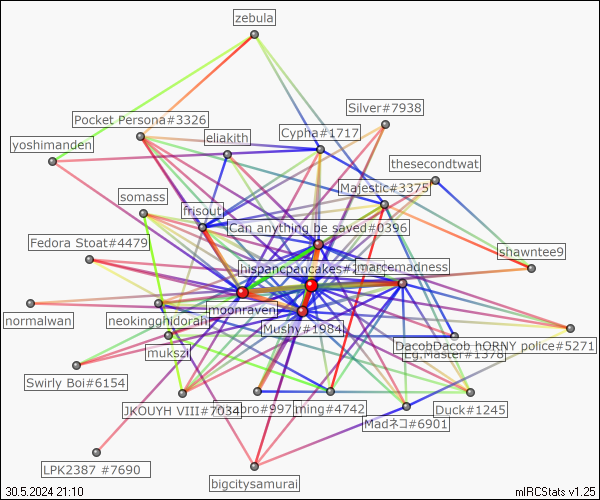 zebula
Silver#7938
Pocket Persona#3326
Cypha#1717
yoshimanden
eliakith
thesecondtwat
Majestic#3375
somass
frisout
Can anything be saved#0396
Fedora Stoat#4479
shawntee9
hispancpancakes#
marcemadness
moonraven
normalwan
neokingghidorah
Mushy#1984
DacobDacob hORNY police#5271
mukszi
Eg.Master#1378
Swirly Boi#6154
JKOUYH VIII#7034
bro#997
ming#4742
Duck#1245
Madネコ#6901
LPK2387 #7690
bigcitysamurai
30.5.2024 21:10
mIRCStats v1.25